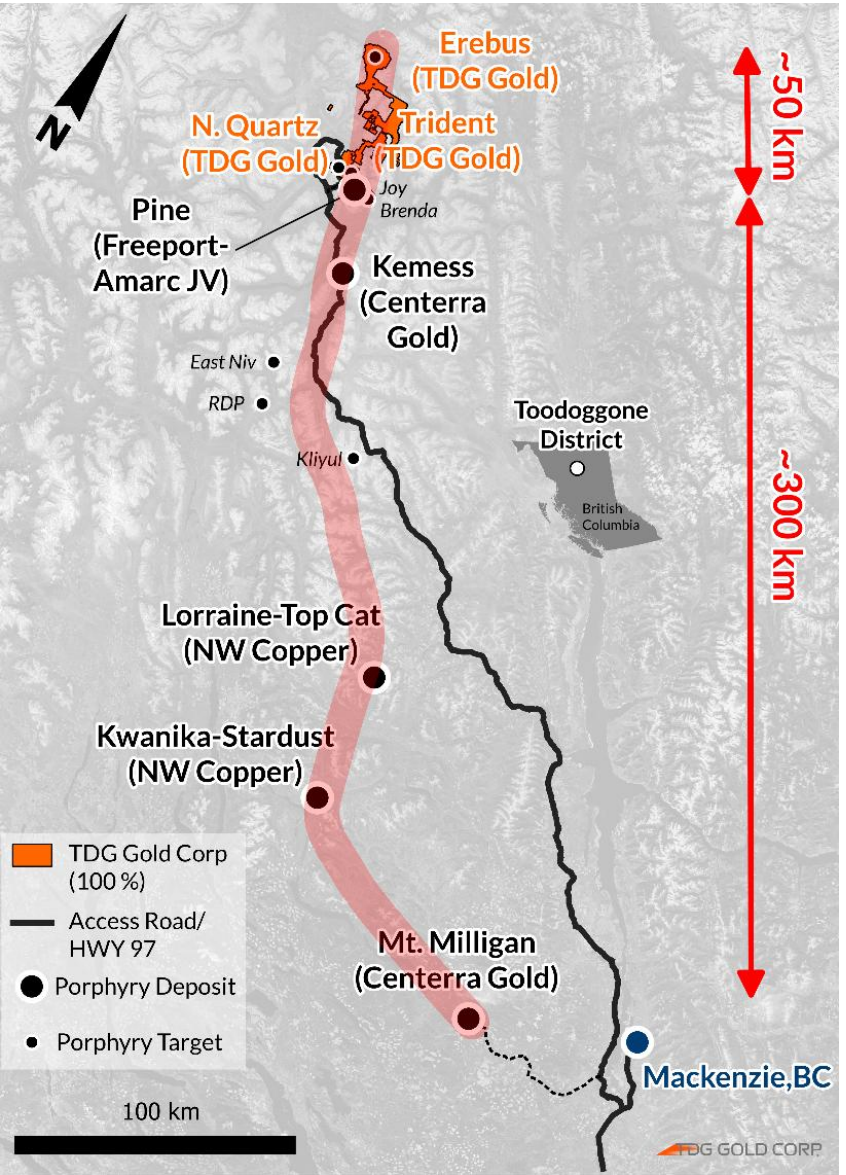 N
Erebus
(TDG Gold)
~50 km
N. Quartz
(TDG Gold)
Trident
(TDG Gold)
Joy
Brenda
Pine
(Freeport-
Amarc JV)
Kemess
(Centerra
Gold)
East Niv
RDP
Kliyul
Toodoggone
District
British
Columbia
~300 km
Lorraine-Top Cat
(NW Copper)
Kwanika-Stardust
(NW Copper)
TDG Gold Corp
(100 %)
Access Road/
HWY 97
Porphyry Deposit
Porphyry Target
Mt. Milligan
(Centerra Gold)
Mackenzie,BC
100 km
TDG GOLD CORP.